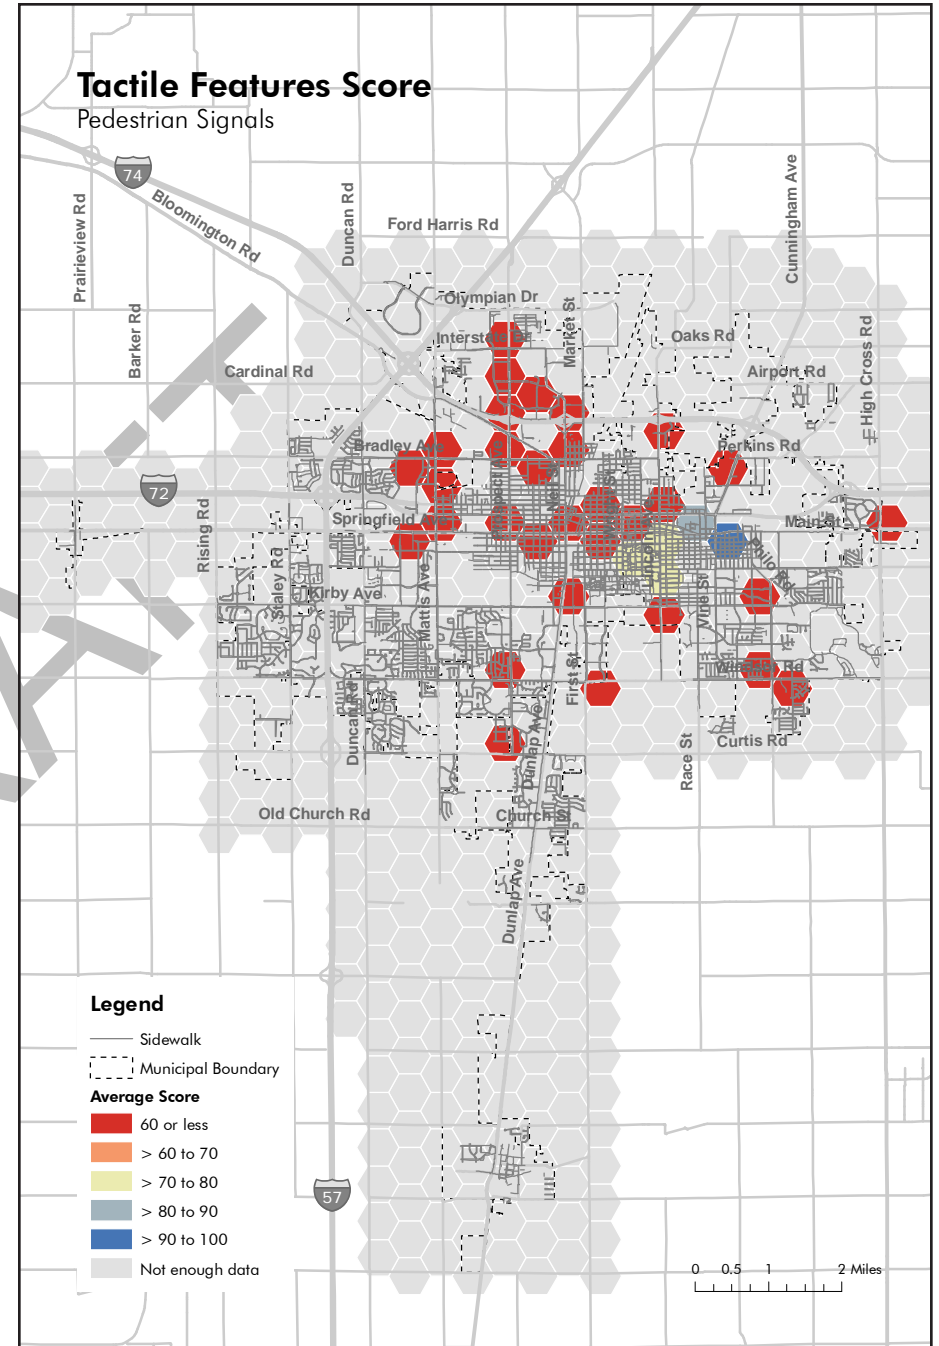 Tactile Features Score
Pedestrian Signals
74
Bloomington Rd
Prairieview Rd
Duncan Rd
Ford Harris Rd
Cunningham Ave
Barker Rd
Olympian Dr
Market St
Interstate Dr
Oaks Rd
High Cross Rd
Cardinal Rd
Airport Rd
Bradley Ave
Perkins Rd
72
Rising Rd
Springfield Ave
Main St
Staley Rd
Kirby Ave
Mattis Ave
Philo Rd
Vine St
First St
Windsor Rd
Duncan Rd
Dunlap Ave
Race St
Curtis Rd
Old Church Rd
Church St
Dunlap Ave
Legend
Sidewalk
Municipal Boundary
Average Score
60 or less
> 60 to 70
> 70 to 80
> 80 to 90
> 90 to 100
Not enough data
57
0 0.5 1 2 Miles